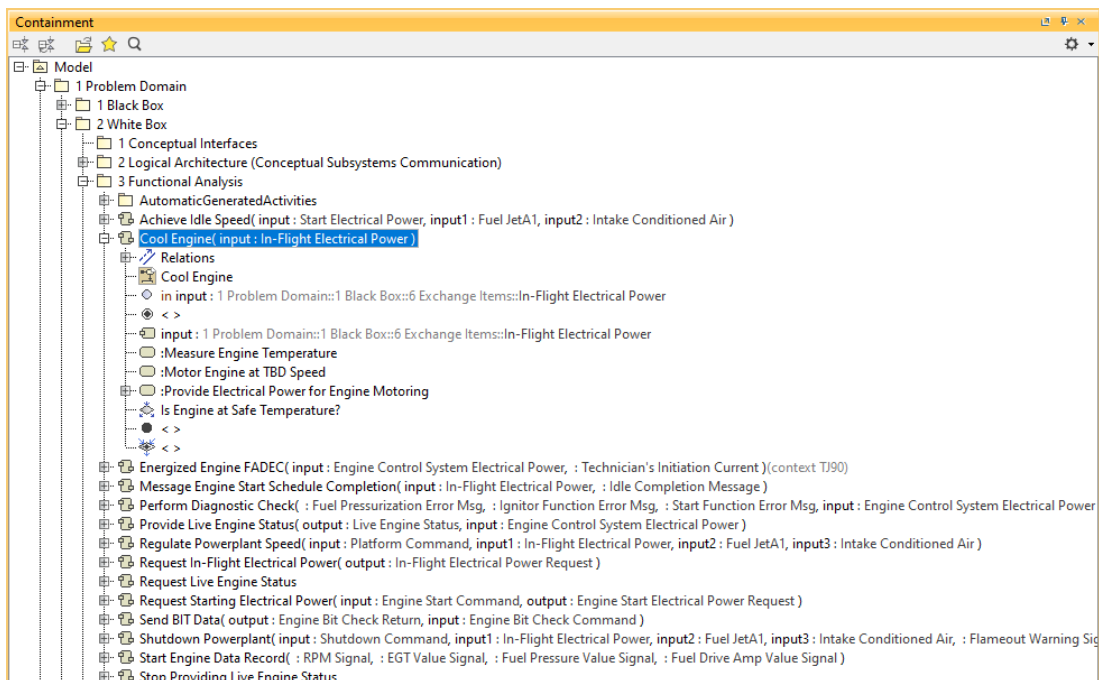 Containment
Model
1 Problem Domain
1 Black Box
2 White Box
1 Conceptual Interfaces
2 Logical Architecture (Conceptual Subsystems Communication)
3 Functional Analysis
AutomaticGeneratedActivities
Achieve Idle Speed( input : Start Electrical Power, input1 : Fuel JetA1, input2 : Intake Conditioned Air )
Cool Engine( input : In-Flight Electrical Power )
Relations
Cool Engine
in input : 1 Problem Domain::1 Black Box::6 Exchange Items::In-Flight Electrical Power
< >
input : 1 Problem Domain::1 Black Box::6 Exchange Items::In-Flight Electrical Power
:Measure Engine Temperature
:Motor Engine at TBD Speed
:Provide Electrical Power for Engine Motoring
Is Engine at Safe Temperature?
< >
< >
Energized Engine FADEC( input : Engine Control System Electrical Power, : Technician's Initiation Current )(context TJ90)
Message Engine Start Schedule Completion( input : In-Flight Electrical Power, : Idle Completion Message )
Perform Diagnostic Check( : Fuel Pressurization Error Msg, : Ignitor Function Error Msg, : Start Function Error Msg, input : Engine Control System Electrical Power
Provide Live Engine Status( output : Live Engine Status, input : Engine Control System Electrical Power )
Regulate Powerplant Speed( input : Platform Command, input1 : In-Flight Electrical Power, input2 : Fuel JetA1, input3 : Intake Conditioned Air )
Request In-Flight Electrical Power( output : In-Flight Electrical Power Request )
Request Live Engine Status
Request Starting Electrical Power( input : Engine Start Command, output : Engine Start Electrical Power Request )
Send BIT Data( output : Engine Bit Check Return, input : Engine Bit Check Command )
Shutdown Powerplant( input : Shutdown Command, input1 : In-Flight Electrical Power, input2 : Fuel JetA1, input3 : Intake Conditioned Air, : Flameout Warning Sig
Start Engine Data Record( : RPM Signal, : EGT Value Signal, : Fuel Pressure Value Signal, : Fuel Drive Amp Value Signal )
Stop Providing Live Engine Status